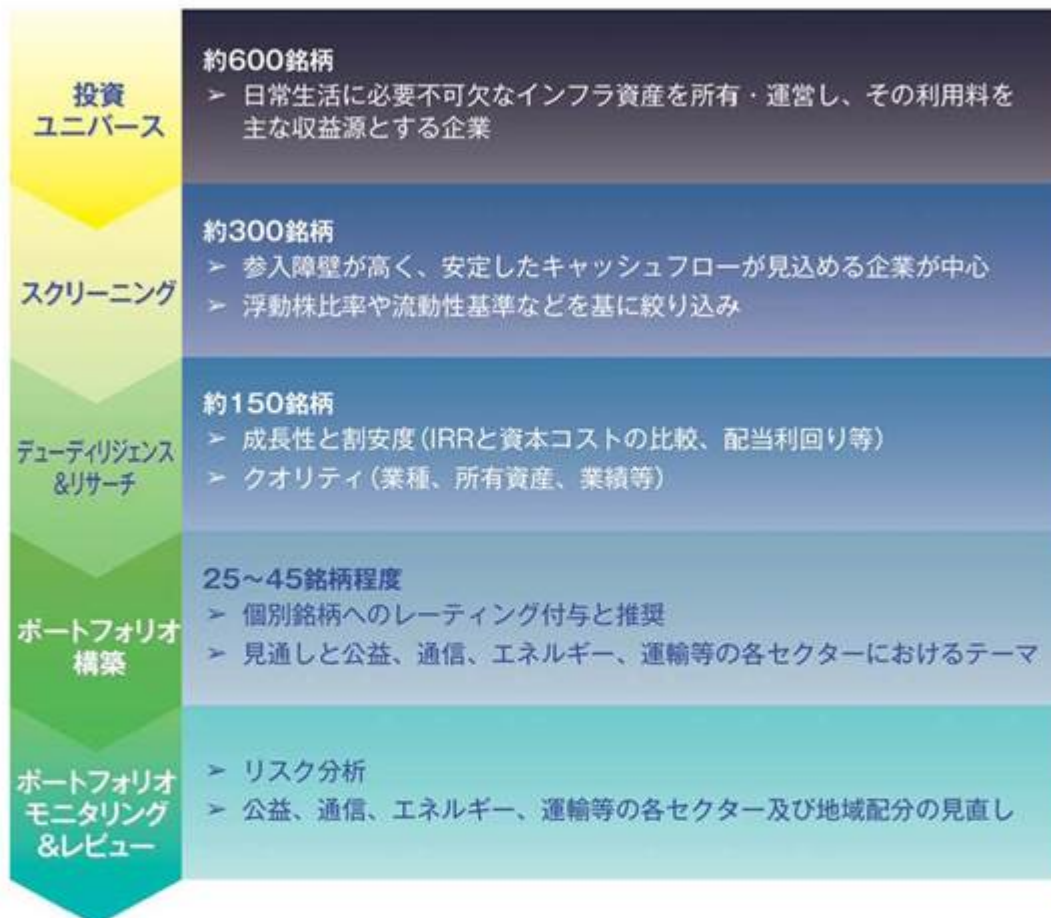 投資
ユニバース
約600銘柄
➢ 日常生活に必要不可欠なインフラ資産を所有・運営し、その利用料を
主な収益源とする企業
スクリーニング
約300銘柄
➢ 参入障壁が高く、安定したキャッシュフローが見込める企業が中心
➢ 浮動株比率や流動性基準などを基に絞り込み
デューディリジェンス
&リサーチ
約150銘柄
➢ 成長性と割安度（IRRと資本コストの比較、配当利回り等）
➢ クオリティ（業種、所有資産、業績等）
ポートフォリオ
構築
25～45銘柄程度
➢ 個別銘柄へのレーティング付与と推奨
➢ 見通しと公益、通信、エネルギー、運輸等の各セクターにおけるテーマ
ポートフォリオ
モニタリング
&レビュー
➢ リスク分析
➢ 公益、通信、エネルギー、運輸等の各セクター及び地域配分の見直し